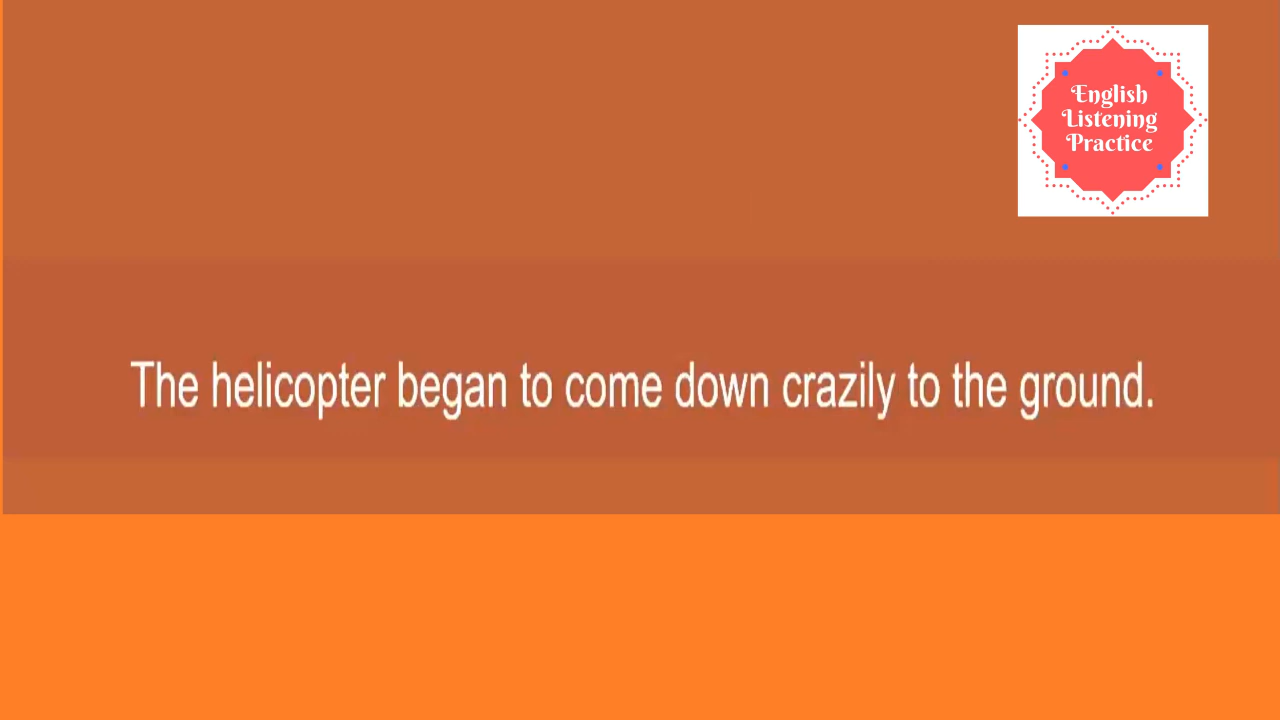 English
Listening
Practice
The helicopter began to come down crazily to the ground.